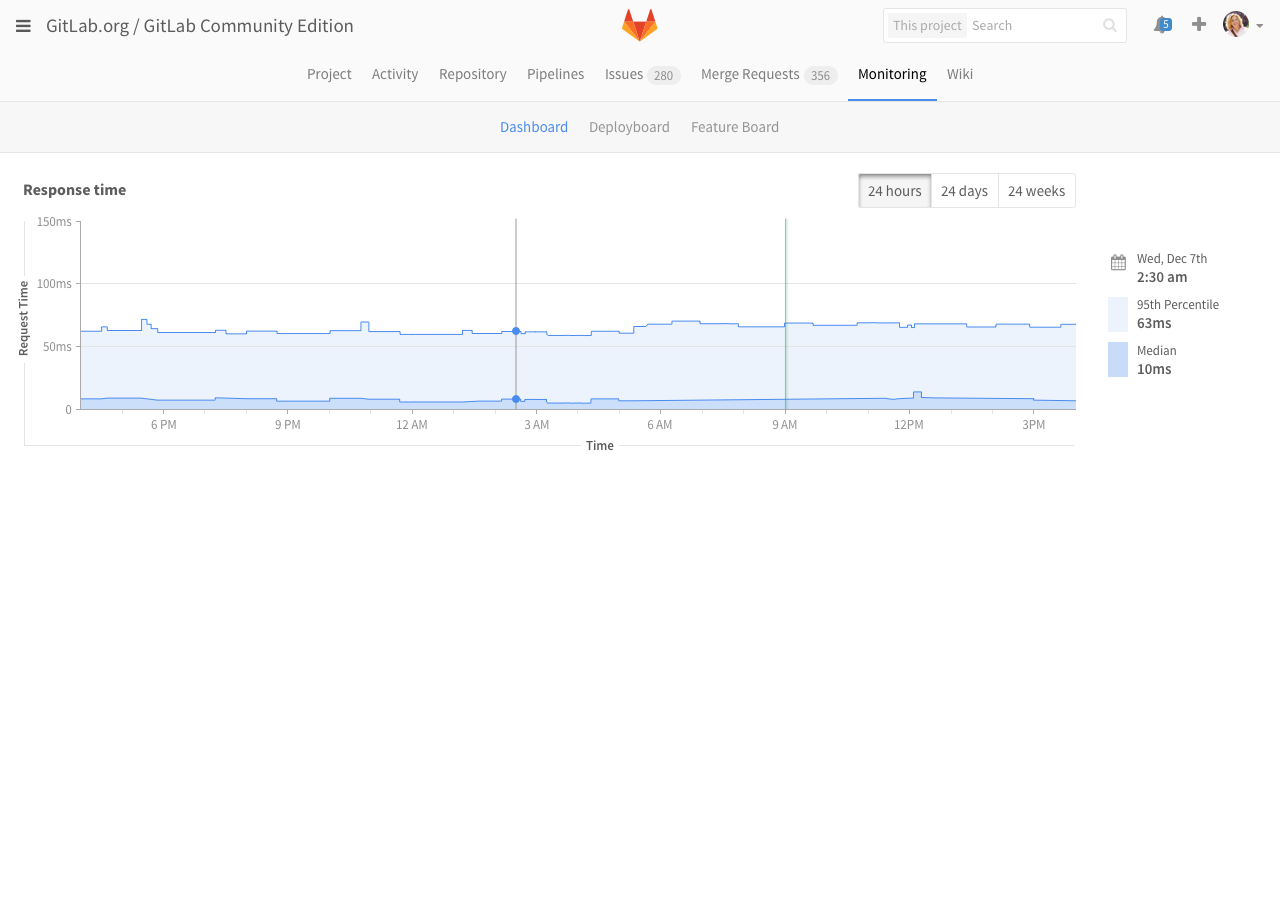 GitLab.org / GitLab Community Edition
This project Search
5
Project Activity Repository Pipelines Issues 280 Merge Requests 356 Monitoring Wiki
Dashboard Deployboard Feature Board
Response time
24 hours 24 days 24 weeks
150ms
100ms
50ms
0
Request Time
6 PM 9 PM 12 AM 3 AM 6 AM 9 AM 12PM 3PM
Time
Wed, Dec 7th
2:30 am
95th Percentile
63ms
Median
10ms